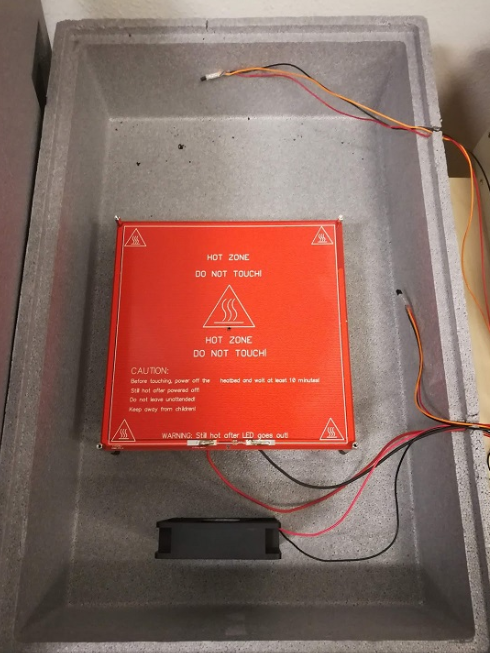 HOT ZONE
DO NOT TOUCH!
HOT ZONE
DO NOT TOUCH!
CAUTION:
Before touching, power off the heatbed and wait at least 10 minutes!
Still hot after powered off!
Do not leave unattended!
Keep away from children!
WARNING: Still hot after LED goes out!